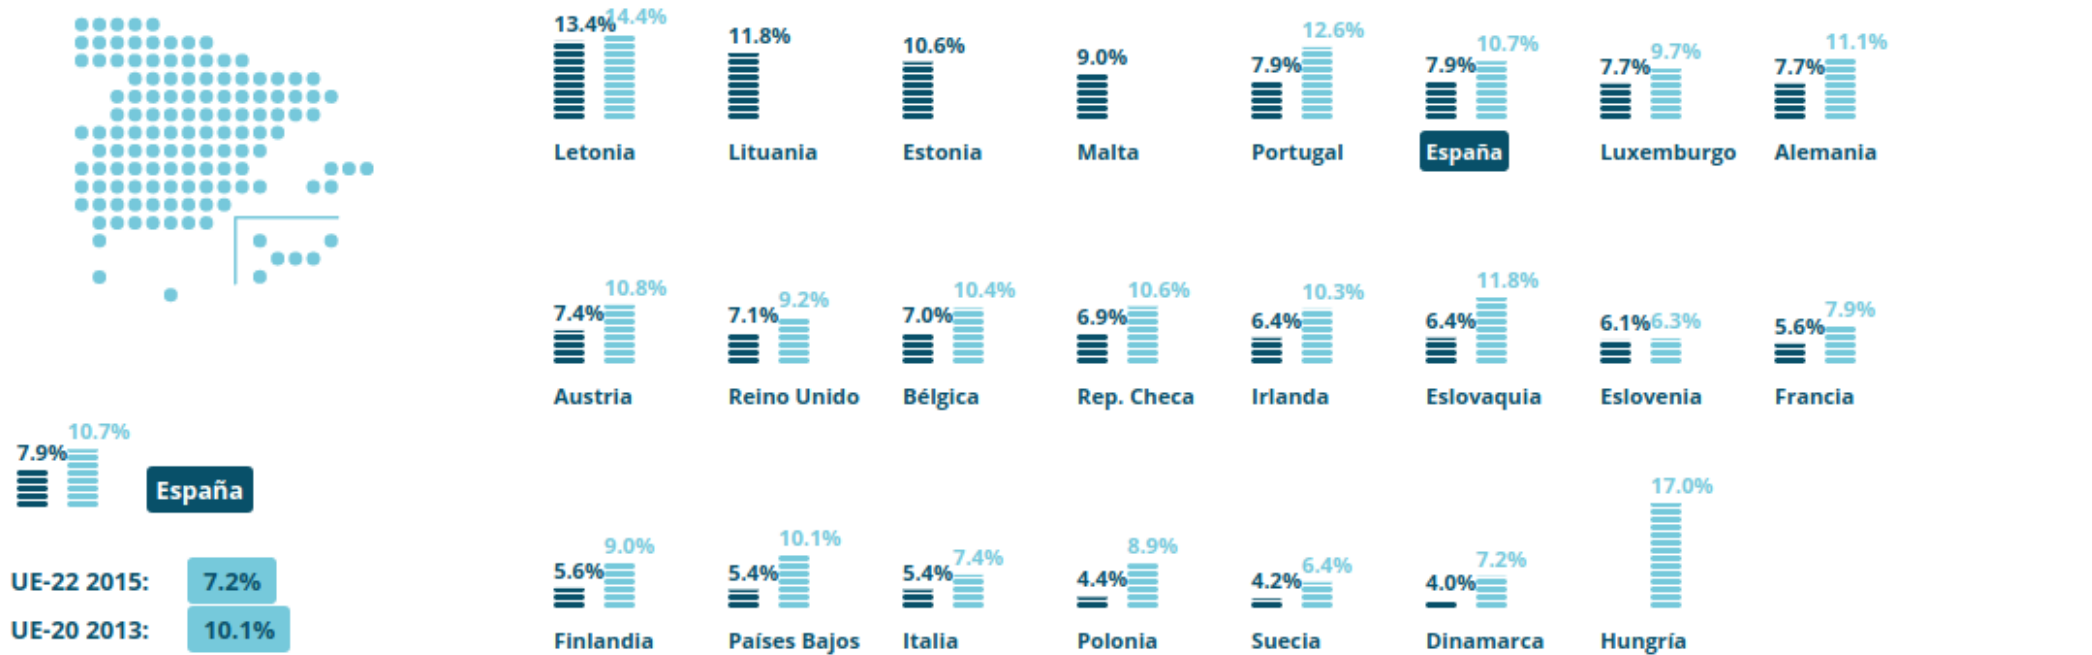 13.4% 14.4% 11.8% 10.6% 9.0% 7.9% 12.6% 7.9% 10.7% 7.7% 9.7% 7.7% 11.1%
Letonia Lituania Estonia Malta Portugal España Luxemburgo Alemania
7.4% 10.8% 7.1% 9.2% 7.0% 10.4% 6.9% 10.6% 6.4% 10.3% 6.4% 11.8% 6.1% 6.3% 5.6% 7.9%
Austria Reino Unido Bélgica Rep. Checa Irlanda Eslovaquia Eslovenia Francia
7.9% 10.7%
España
5.6% 9.0% 5.4% 10.1% 5.4% 7.4% 4.4% 8.9% 4.2% 6.4% 4.0% 7.2% 17.0%
Finlandia Países Bajos Italia Polonia Suecia Dinamarca Hungría
UE-22 2015: 7.2%
UE-20 2013: 10.1%